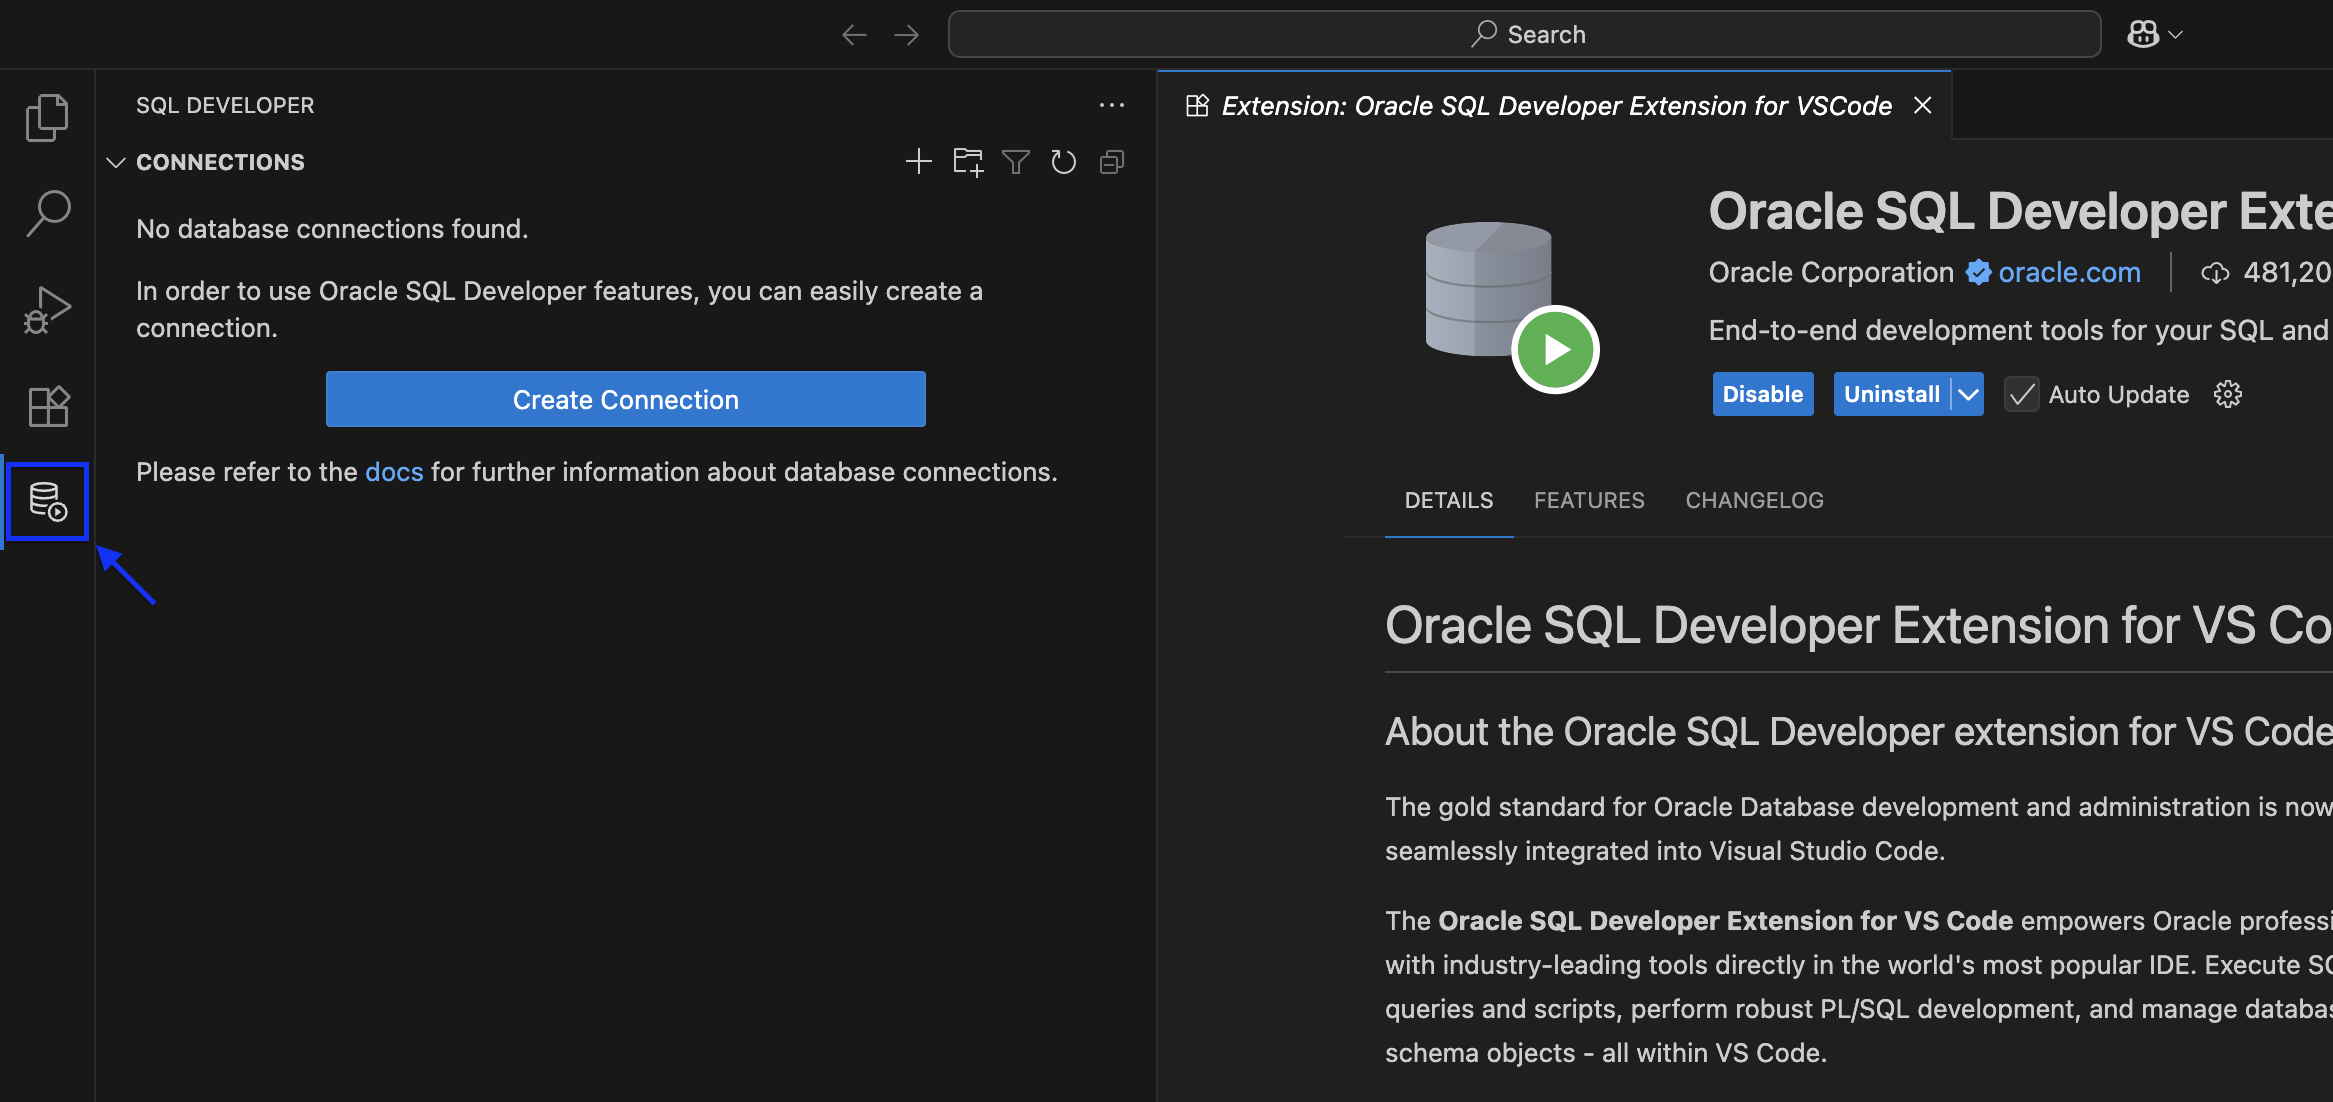 Search
SQL DEVELOPER
CONNECTIONS
No database connections found.
In order to use Oracle SQL Developer features, you can easily create a
connection.
Create Connection
Please refer to the docs for further information about database connections.
Extension: Oracle SQL Developer Extension for VSCode
Oracle SQL Developer Exte
Oracle Corporation oracle.com 481,20
End-to-end development tools for your SQL and
Disable Uninstall Auto Update
DETAILS FEATURES CHANGELOG
Oracle SQL Developer Extension for VS Co
About the Oracle SQL Developer extension for VS Code
The gold standard for Oracle Database development and administration is now
seamlessly integrated into Visual Studio Code.
The Oracle SQL Developer Extension for VS Code empowers Oracle professi
with industry-leading tools directly in the world's most popular IDE. Execute SQ
queries and scripts, perform robust PL/SQL development, and manage databas
schema objects - all within VS Code.